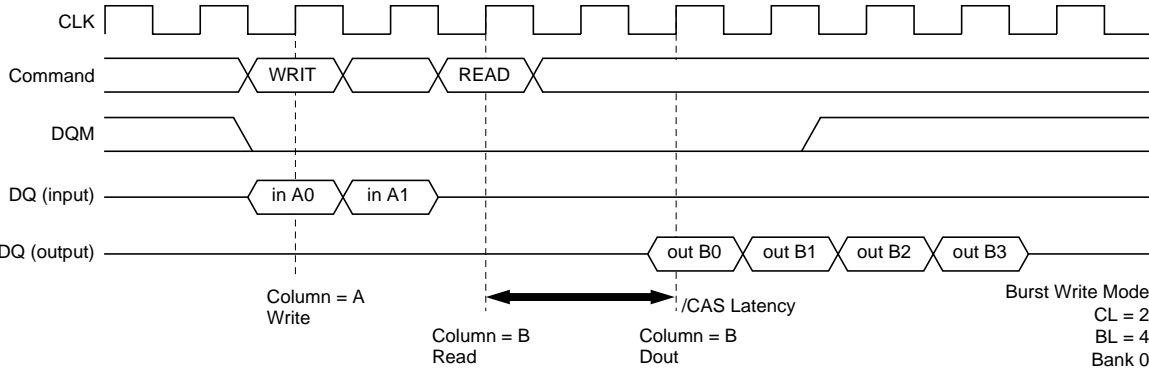 CLK
Command
WRIT
READ
DQM
DQ (input)
in A0
in A1
DQ (output)
out B0
out B1
out B2
out B3
Column = A
Write
/CAS Latency
Column = B
Read
Column = B
Dout
Burst Write Mode
CL = 2
BL = 4
Bank 0